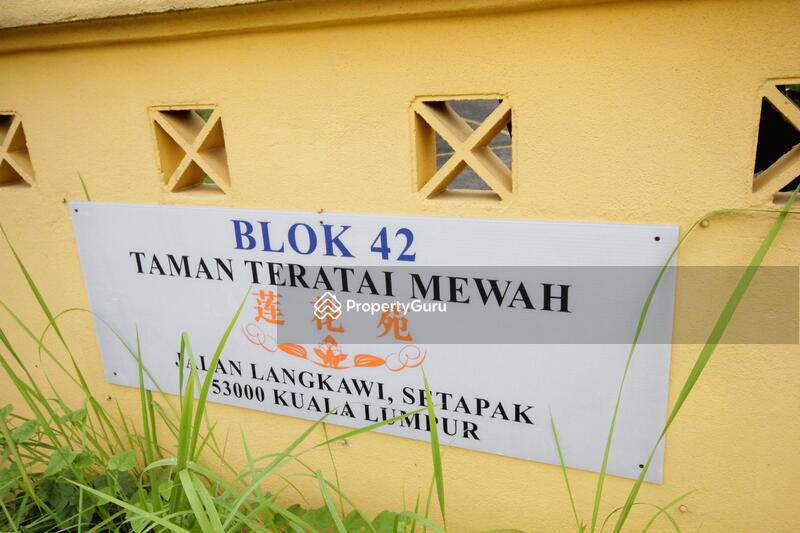 BLOK 42
TAMAN TERATAI MEWAH
莲花苑
PropertyGuru
JALAN LANGKAWI, SETAPAK
53000 KUALA LUMPUR